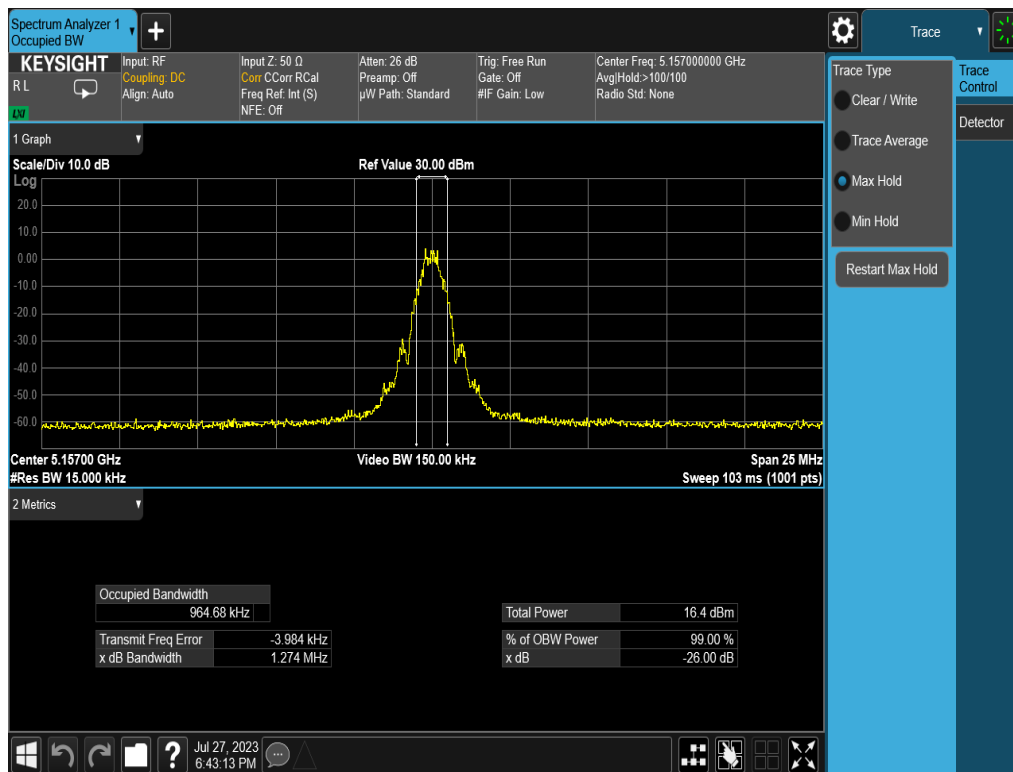 Spectrum Analyzer 1
Occupied BW
+
Trace
KEYSIGHT
R L
LXI
Input: RF
Coupling: DC
Align: Auto
Input Z: 50 Ω
Corr CCorr RCal
Freq Ref: Int (S)
NFE: Off
Atten: 26 dB
Preamp: Off
µW Path: Standard
Trig: Free Run
Gate: Off
#IF Gain: Low
Center Freq: 5.157000000 GHz
Avg|Hold:>100/100
Radio Std: None
Trace Type
Clear / Write
Trace Average
Max Hold
Min Hold
Restart Max Hold
Trace
Control
Detector
1 Graph
Scale/Div 10.0 dB
Ref Value 30.00 dBm
Log
20.0
10.0
0.00
-10.0
-20.0
-30.0
-40.0
-50.0
-60.0
Center 5.15700 GHz
Video BW 150.00 kHz
Span 25 MHz
#Res BW 15.000 kHz
Sweep 103 ms (1001 pts)
2 Metrics
Occupied Bandwidth
964.68 kHz
Total Power 16.4 dBm
Transmit Freq Error -3.984 kHz
% of OBW Power 99.00 %
x dB Bandwidth 1.274 MHz
x dB -26.00 dB
?
Jul 27, 2023
6:43:13 PM